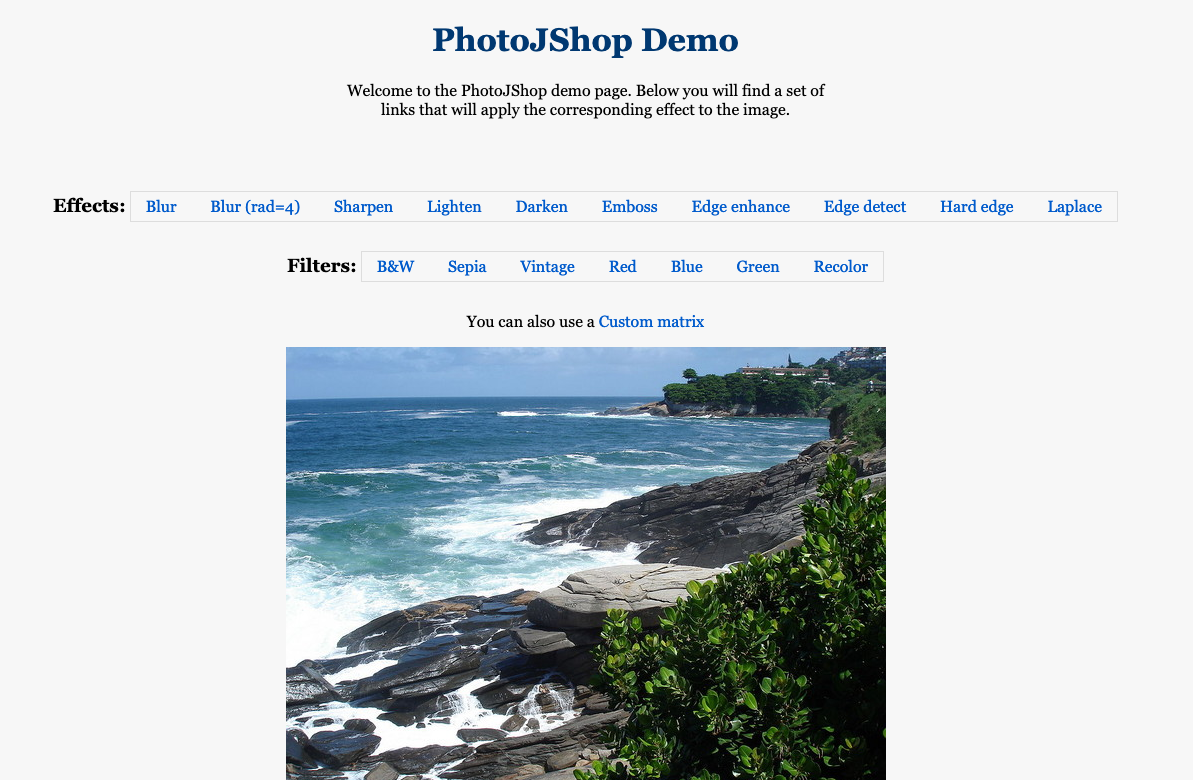 PhotoJShop Demo
Welcome to the PhotoJShop demo page. Below you will find a set of
links that will apply the corresponding effect to the image.
Effects: Blur Blur (rad=4) Sharpen Lighten Darken Emboss Edge enhance Edge detect Hard edge Laplace
Filters: B&W Sepia Vintage Red Blue Green Recolor
You can also use a Custom matrix